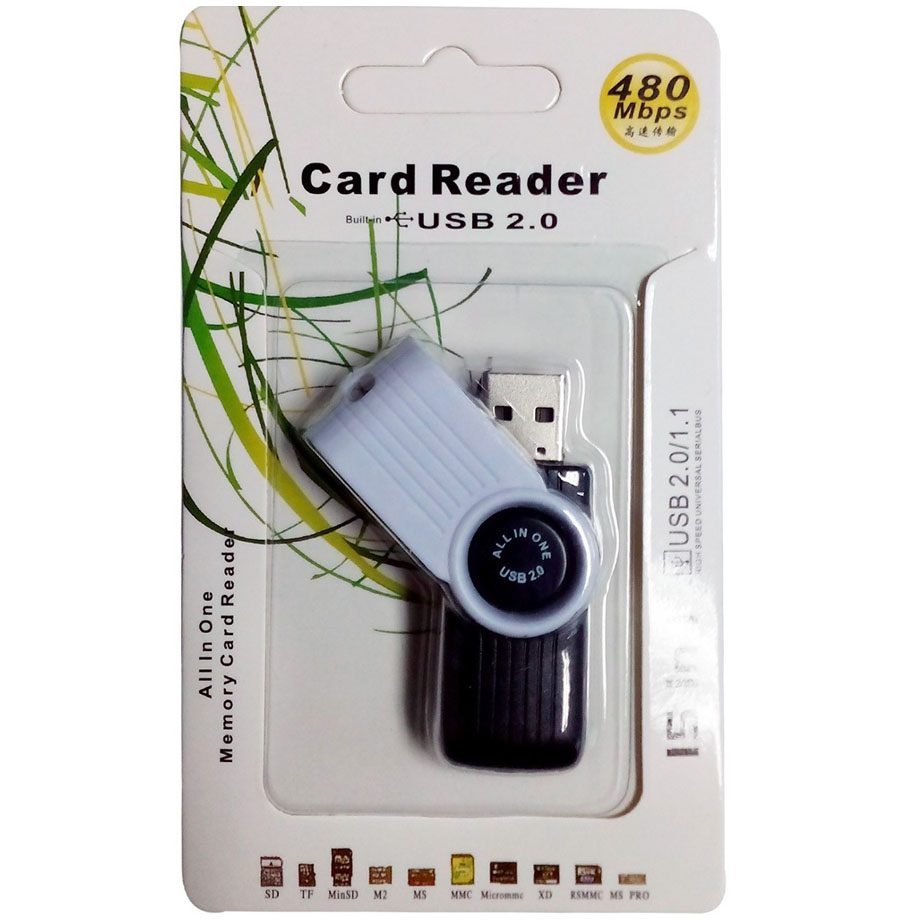 480
Mbps
高速传输
Card Reader
Built-in USB 2.0
ALL IN ONE
USB 2.0
All In One
Memory Card Reader
USB 2.0/1.1
HIGH SPEED UNIVERSAL SERIALBUS
15 in
SD TF MinSD M2 MS MMC Micrommc XD RSMMC MS PRO